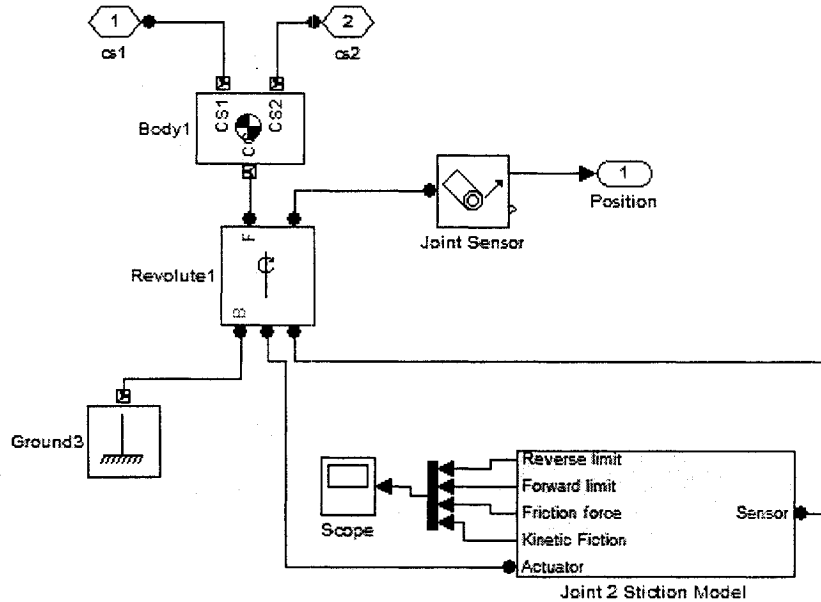 1
2
cs1
cs2
CS1
CS2
CG
Body1
1
Position
Joint Sensor
F
Revolute1
B
Ground3
Scope
Reverse limit
Forward limit
Friction force
Kinetic Fiction
Actuator
Sensor
Joint 2 Stiction Model